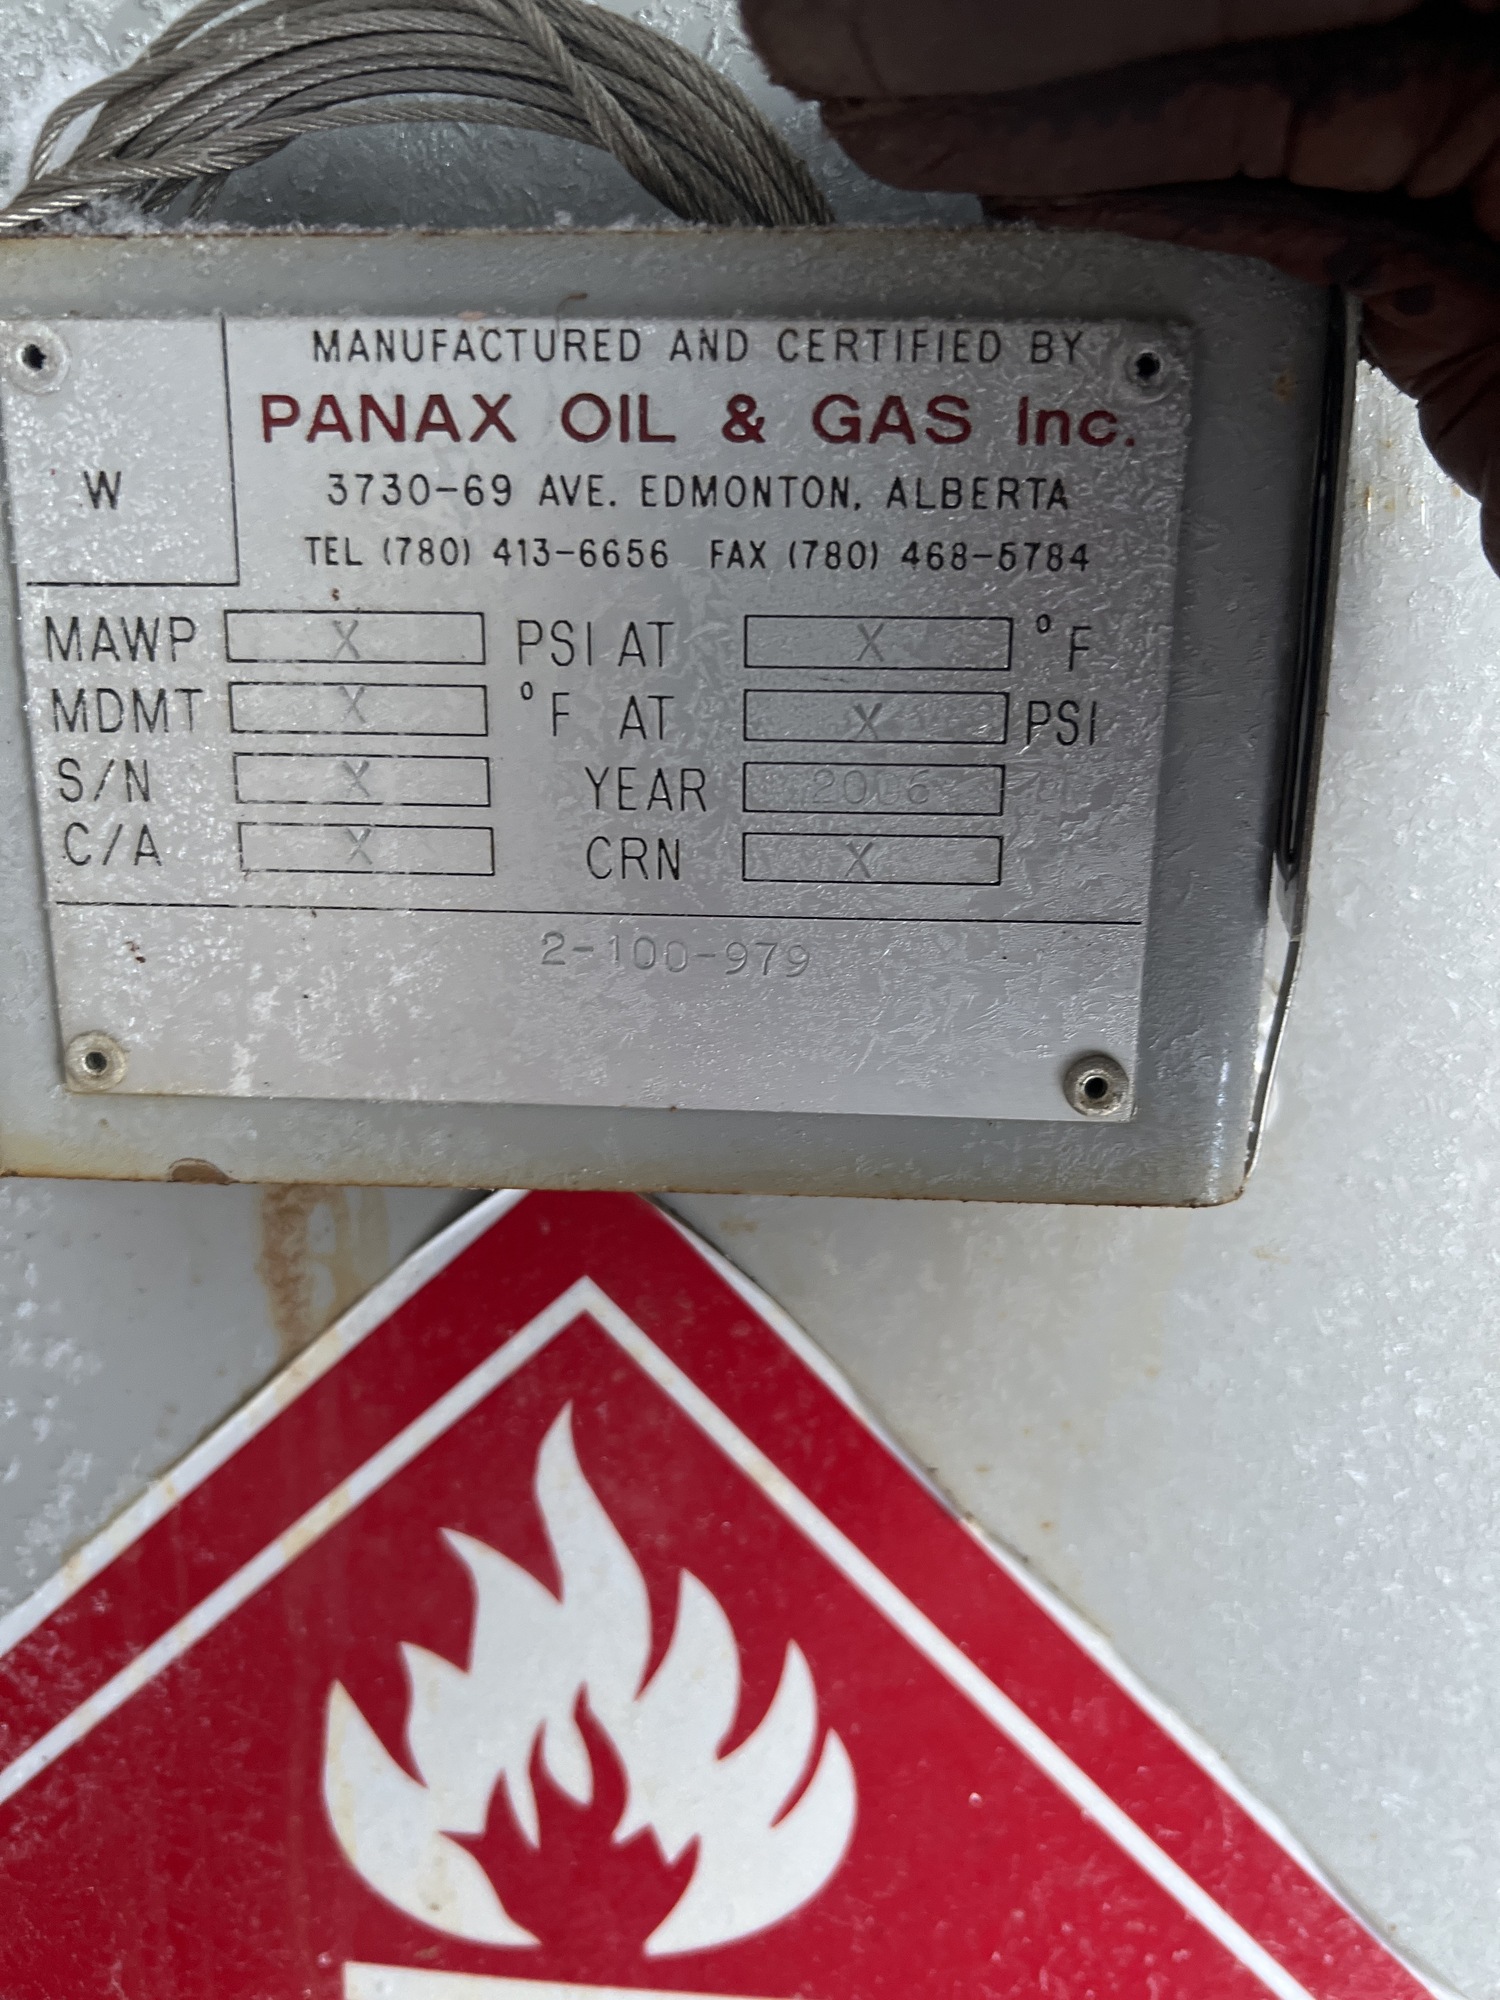 MANUFACTURED AND CERTIFIED BY
PANAX OIL & GAS Inc.
W
3730-69 AVE. EDMONTON, ALBERTA
TEL (780) 413-6656 FAX (780) 468-5784
MAWP X PSI AT X °F
MDMT X °F AT X PSI
S/N X YEAR 2006
C/A X CRN X
2-100-979